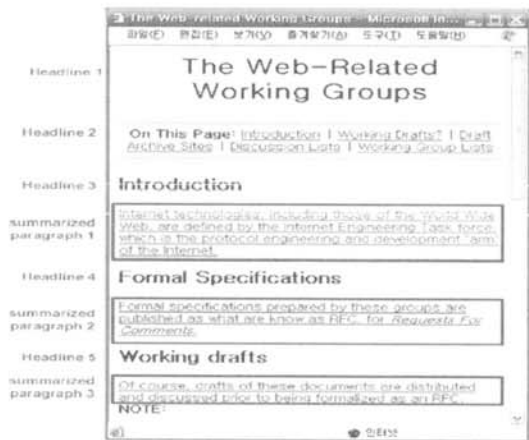 The Web-related Working Groups - Microsoft In...
파일(F) 편집(E) 보기(V) 즐겨찾기(A) 도구(T) 도움말(H)
Headline 1
The Web-Related
Working Groups
Headline 2
On This Page: Introduction | Working Drafts? | Draft
Archive Sites | Discussion Lists | Working Group Lists
Headline 3
Introduction
summarized
paragraph 1
Internet technologies, including those of the World Wide
Web, are defined by the Internet Engineering Task force,
which is the protocol engineering and development "arm"
of the Internet.
Headline 4
Formal Specifications
summarized
paragraph 2
Formal specifications prepared by these groups are
published as what are know as RFC, for Requests For
Comments.
Headline 5
Working drafts
summarized
paragraph 3
Of course, drafts of these documents are distributed
and discussed prior to being formalized as an RFC.
NOTE:
인터넷